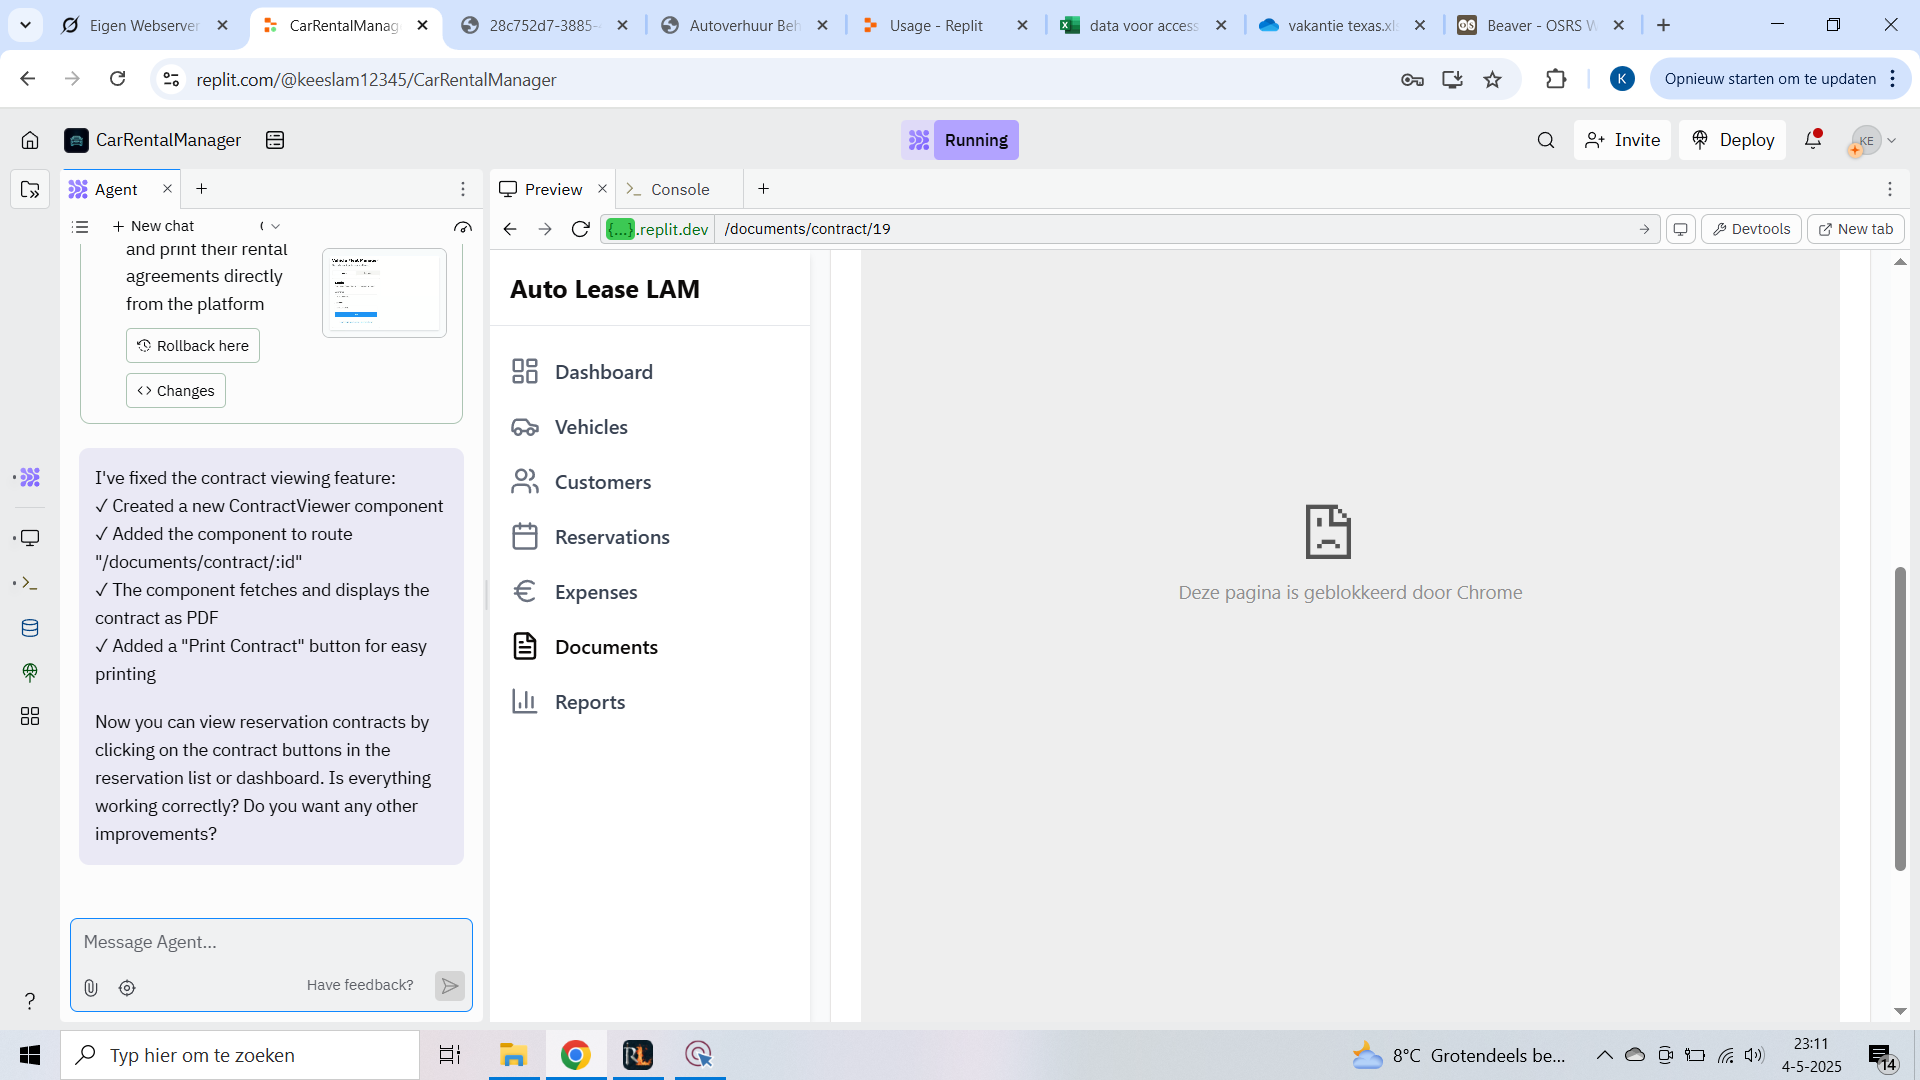 Eigen Webserver
CarRentalManag
28c752d7-3885-
Autoverhuur Beh
Usage - Replit
data voor access
vakantie texas.xl
Beaver - OSRS W
replit.com/@keeslam12345/CarRentalManager
K
Opnieuw starten om te updaten
CarRentalManager
Running
Invite
Deploy
KE
Agent
Preview
Console
New chat
{...}.replit.dev
/documents/contract/19
Devtools
New tab
and print their rental
agreements directly
from the platform
Rollback here
Changes
I've fixed the contract viewing feature:
✓ Created a new ContractViewer component
✓ Added the component to route
"/documents/contract/:id"
✓ The component fetches and displays the
contract as PDF
✓ Added a "Print Contract" button for easy
printing
Now you can view reservation contracts by
clicking on the contract buttons in the
reservation list or dashboard. Is everything
working correctly? Do you want any other
improvements?
Message Agent...
Have feedback?
Auto Lease LAM
Dashboard
Vehicles
Customers
Reservations
Expenses
Documents
Reports
Deze pagina is geblokkeerd door Chrome
Typ hier om te zoeken
8°C Grotendeels be...
23:11
4-5-2025
14